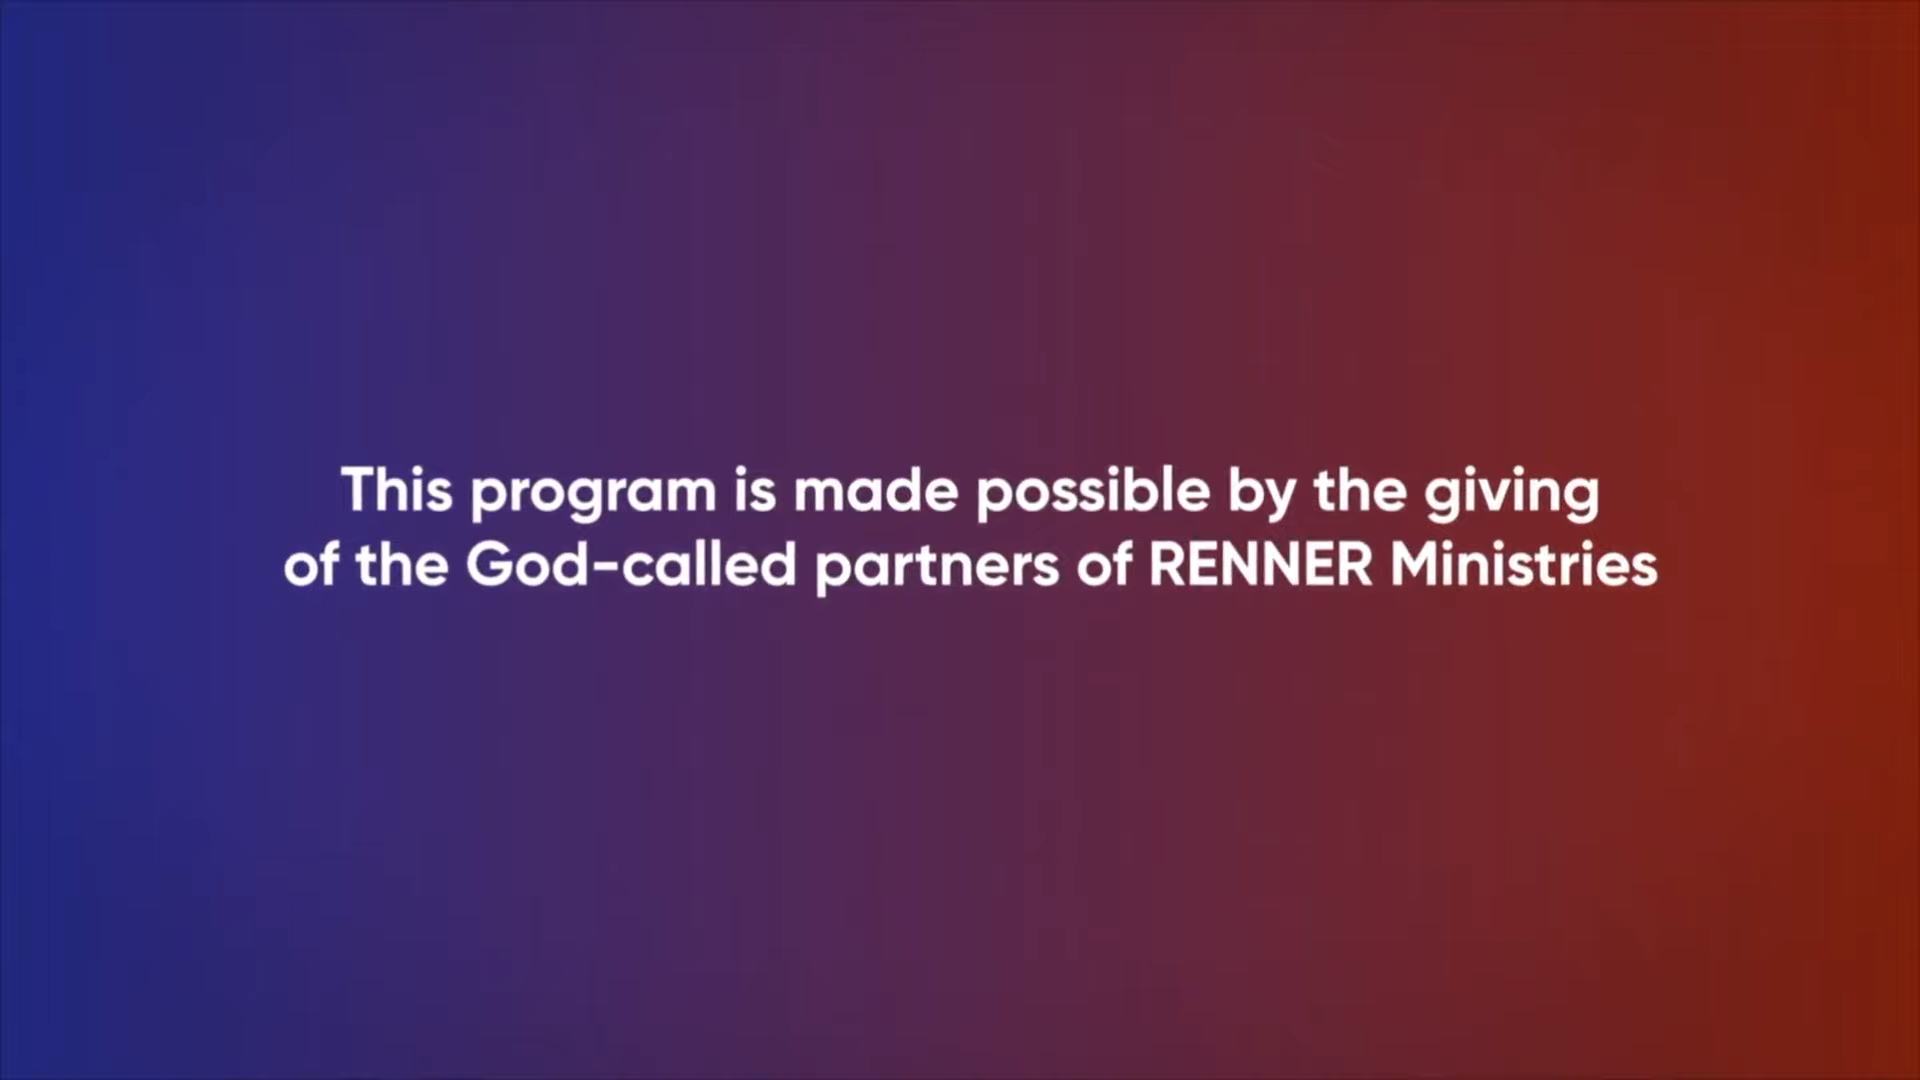 This program is made possible by the giving
of the God-called partners of RENNER Ministries